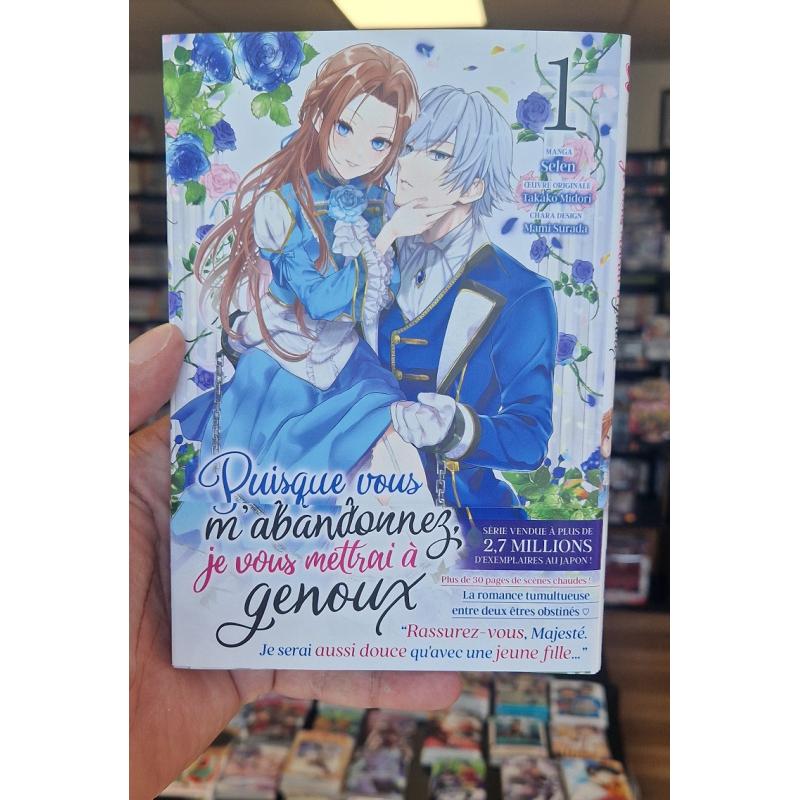 1
MANGA
Selen
ŒUVRE ORIGINALE
Takako Midori
CHARA DESIGN
Mami Surada
Puisque vous
m'abandonnez,
je vous mettrai à
genoux
SÉRIE VENDUE À PLUS DE
2,7 MILLIONS
D'EXEMPLAIRES AU JAPON !
Plus de 30 pages de scènes chaudes !
La romance tumultueuse
entre deux êtres obstinés ♡
"Rassurez-vous, Majesté.
Je serai aussi douce qu'avec une jeune fille..."